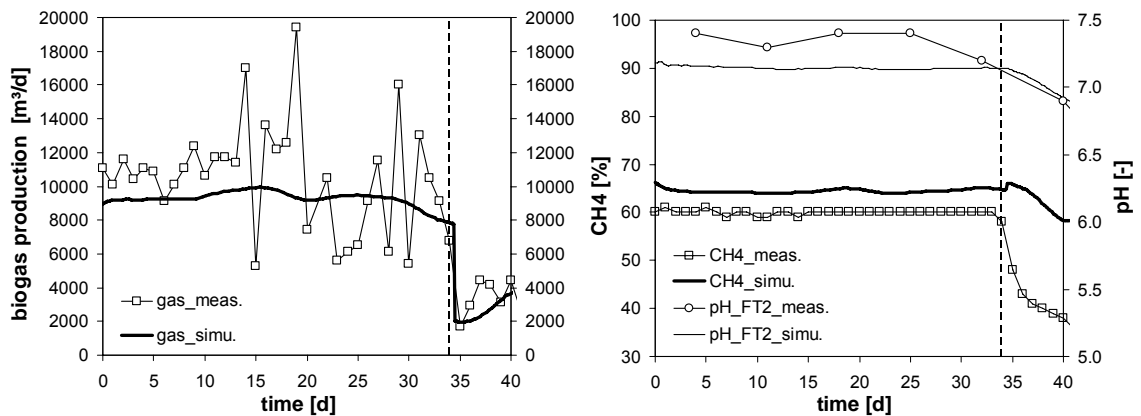 20000
18000
16000
14000
12000
10000
8000
6000
4000
2000
0
biogas production [m³/d]
20000
18000
16000
14000
12000
10000
8000
6000
4000
2000
0
gas_meas.
gas_simu.
0 5 10 15 20 25 30 35 40
time [d]
100
90
80
70
60
50
40
30
CH4 [%]
7.5
7.0
6.5
6.0
5.5
5.0
pH [-]
CH4_meas.
CH4_simu.
pH_FT2_meas.
pH_FT2_simu.
0 5 10 15 20 25 30 35 40
time [d]